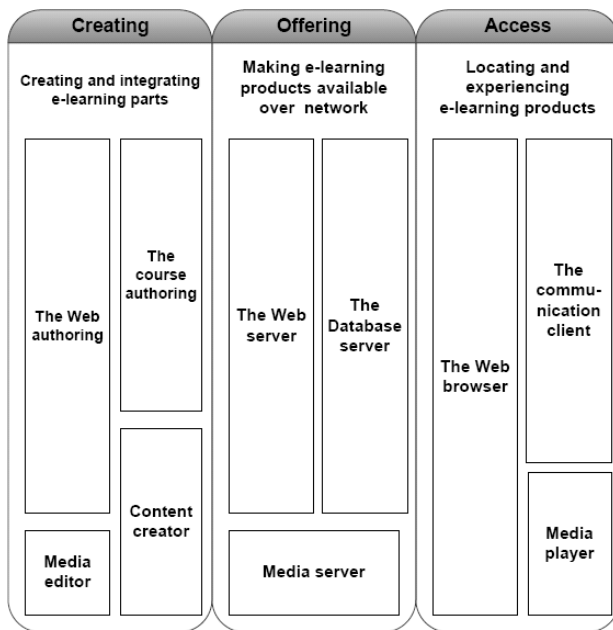 Creating
Creating and integrating
e-learning parts
The Web
authoring
The
course
authoring
Media
editor
Content
creator
Offering
Making e-learning
products available
over network
The Web
server
The
Database
server
Media server
Access
Locating and
experiencing
e-learning products
The Web
browser
The
commu-
nication
client
Media
player